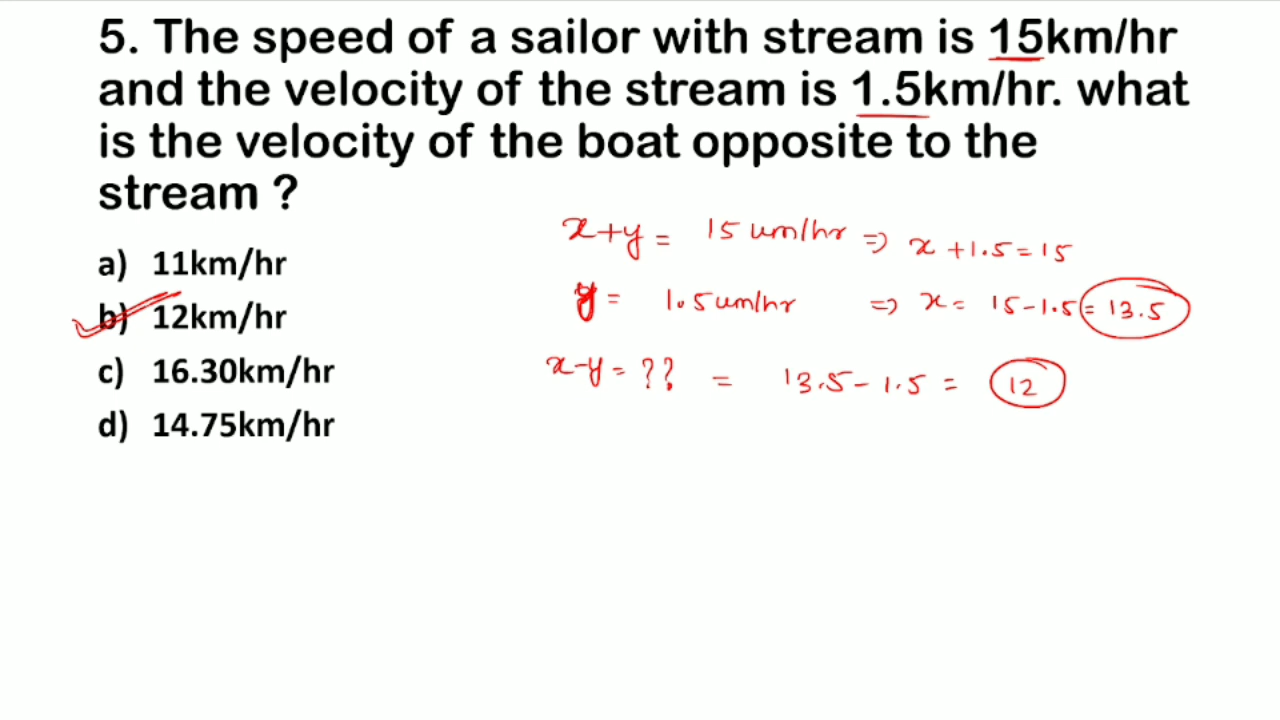 5. The speed of a sailor with stream is 15km/hr
and the velocity of the stream is 1.5km/hr. what
is the velocity of the boat opposite to the
stream ?
a) 11km/hr
b) 12km/hr
c) 16.30km/hr
d) 14.75km/hr
x+y = 15 km/hr => x +1.5=15
y = 1.5 km/hr => x = 15-1.5 = 13.5
x-y = ?? = 13.5-1.5 = 12